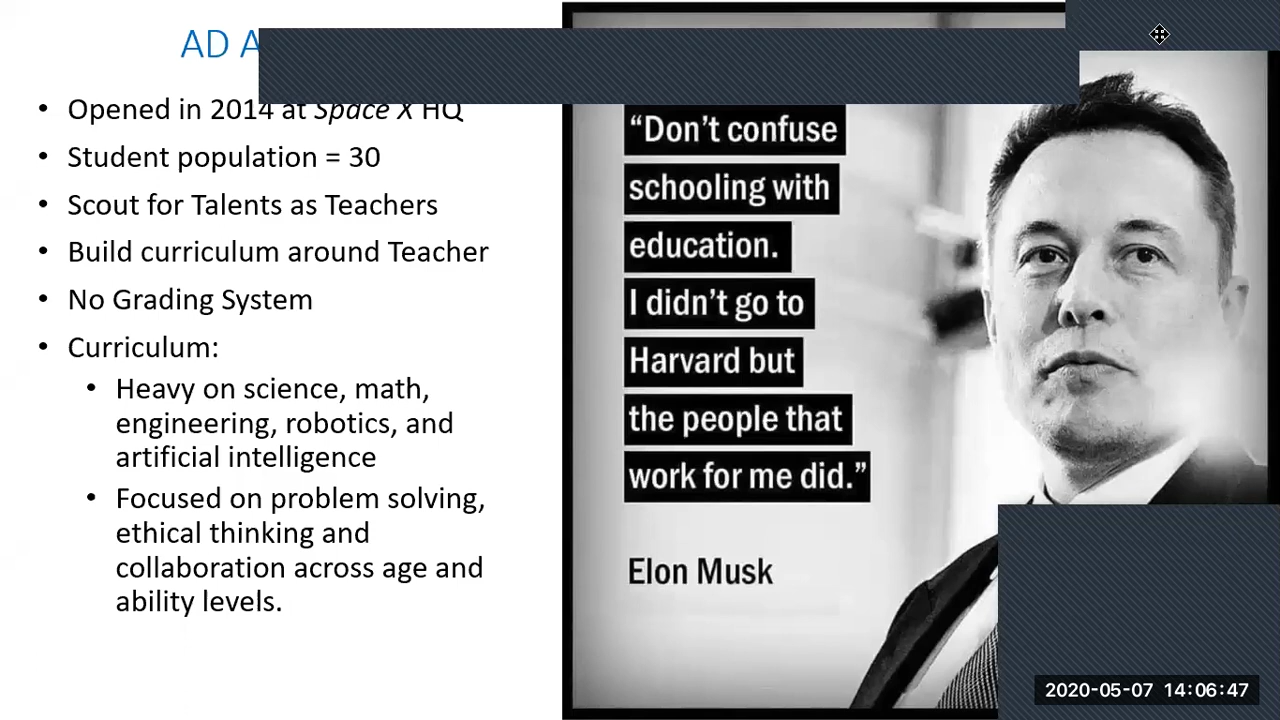 AD A
• Opened in 2014 at Space X HQ
• Student population = 30
• Scout for Talents as Teachers
• Build curriculum around Teacher
• No Grading System
• Curriculum:
• Heavy on science, math,
engineering, robotics, and
artificial intelligence
• Focused on problem solving,
ethical thinking and
collaboration across age and
ability levels.
“Don’t confuse
schooling with
education.
I didn’t go to
Harvard but
the people that
work for me did.”
Elon Musk
2020-05-07 14:06:47